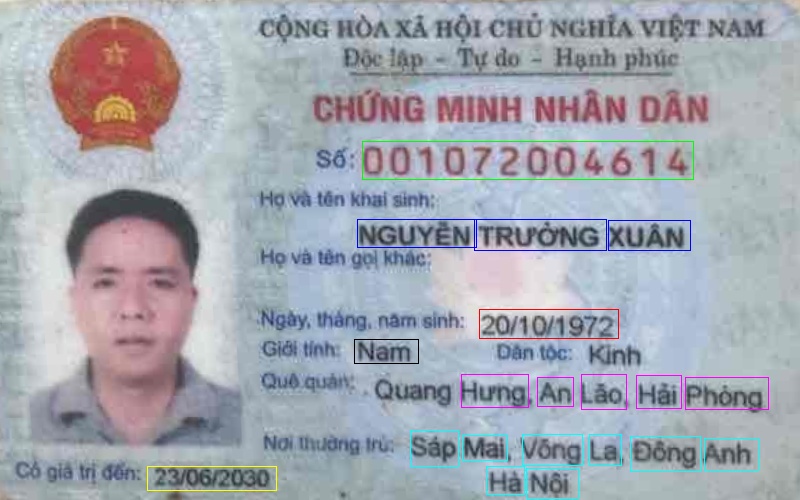 CỘNG HÒA XÃ HỘI CHỦ NGHĨA VIỆT NAM
Độc lập - Tự do - Hạnh phúc
CHỨNG MINH NHÂN DÂN
Số: 001072004614
Họ và tên khai sinh:
NGUYỄN TRƯỜNG XUÂN
Họ và tên gọi khác:
Ngày, tháng, năm sinh: 20/10/1972
Giới tính: Nam Dân tộc: Kinh
Quê quán: Quang Hưng, An Lão, Hải Phòng
Nơi thường trú: Sáp Mai, Võng La, Đông Anh
Hà Nội
Có giá trị đến: 23/06/2030